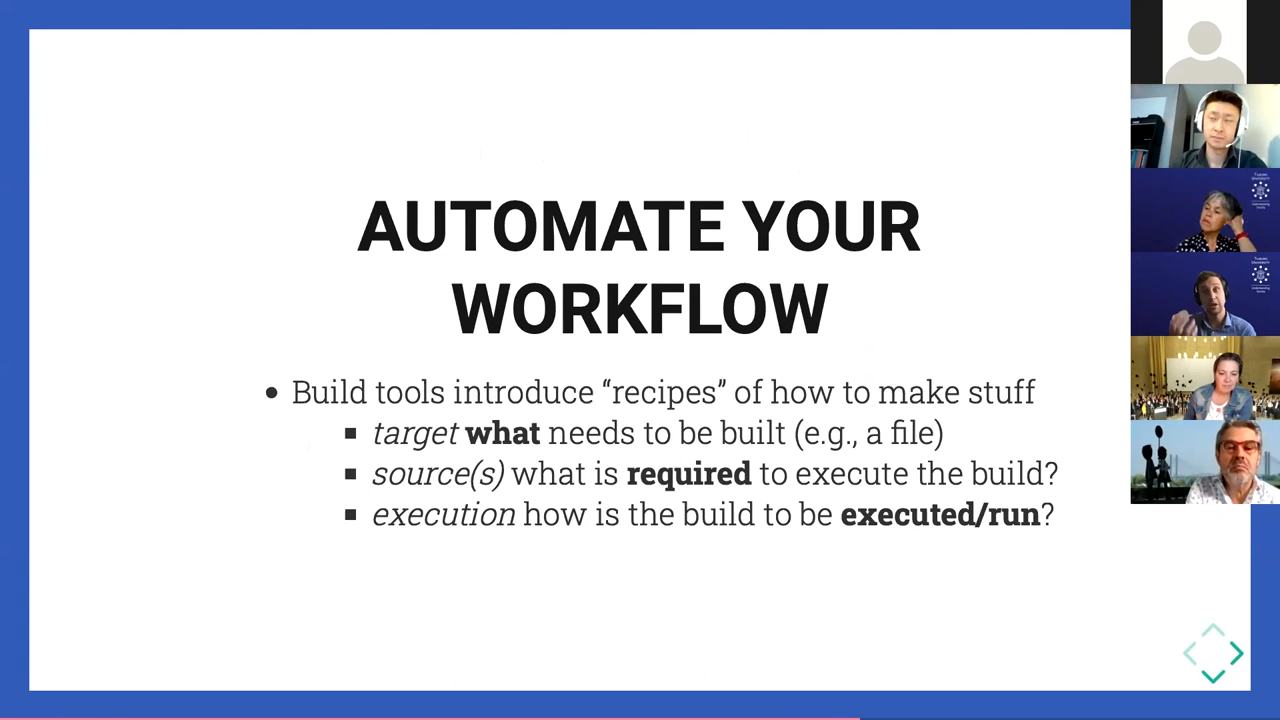 AUTOMATE YOUR
WORKFLOW
Build tools introduce “recipes” of how to make stuff
target what needs to be built (e.g., a file)
source(s) what is required to execute the build?
execution how is the build to be executed/run?